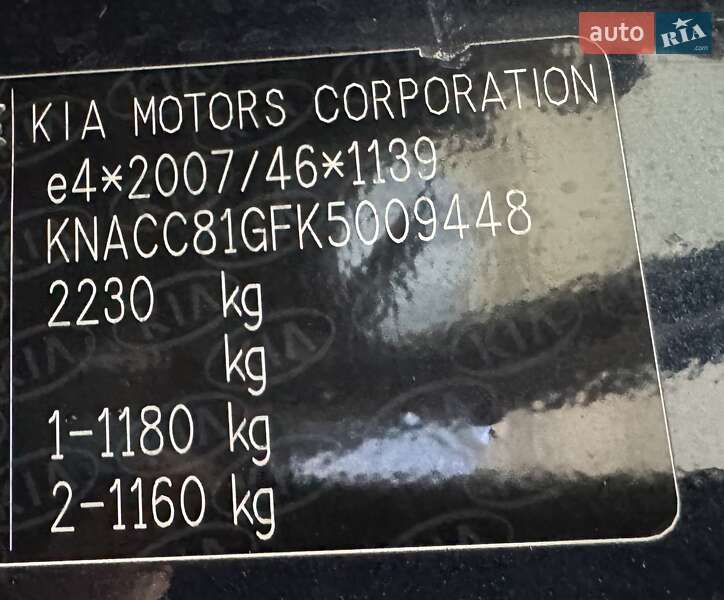 auto RIA.com
KIA MOTORS CORPORATION
e4*2007/46*1139
KNACC81GFK5009448
2230 kg
kg
1-1180 kg
2-1160 kg